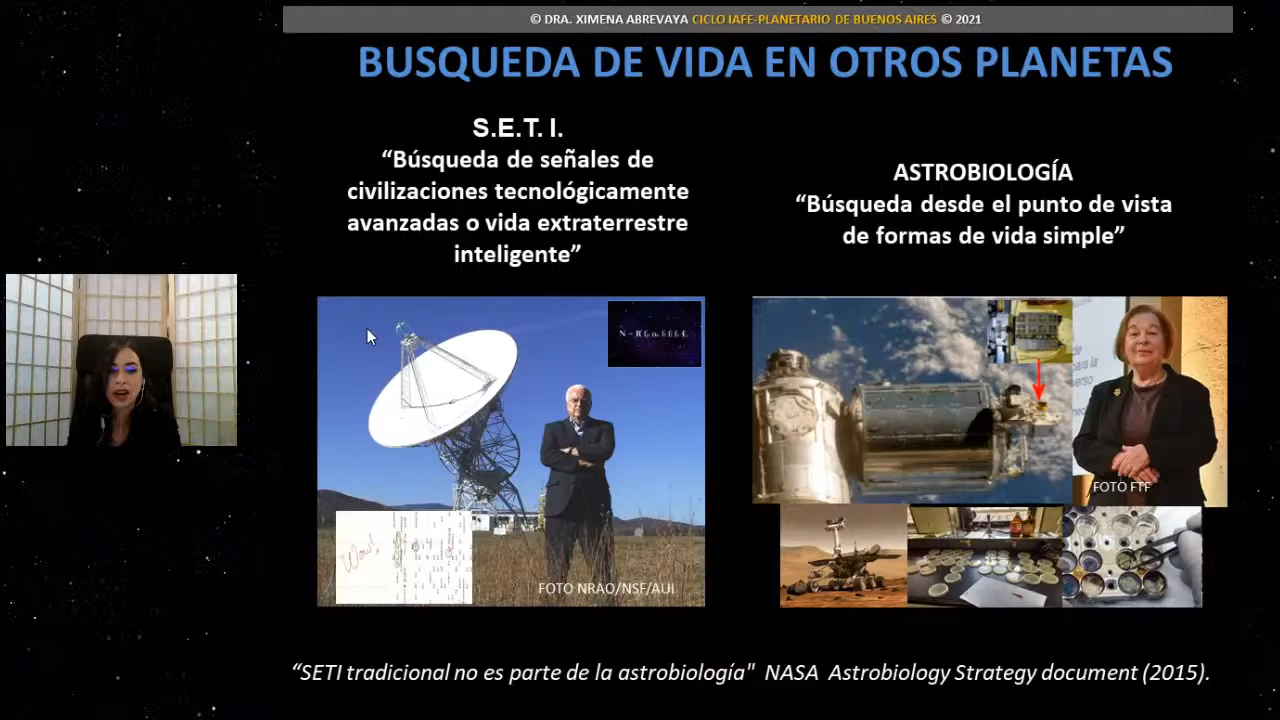 © DRA. XIMENA ABREVAYA CICLO IAFE-PLANETARIO DE BUENOS AIRES © 2021
BUSQUEDA DE VIDA EN OTROS PLANETAS
S.E.T. I.
“Búsqueda de señales de
civilizaciones tecnológicamente
avanzadas o vida extraterrestre
inteligente”
ASTROBIOLOGÍA
“Búsqueda desde el punto de vista
de formas de vida simple”
Wow!
FOTO NRAO/NSF/AUI
FOTO FTF
“SETI tradicional no es parte de la astrobiología" NASA Astrobiology Strategy document (2015).